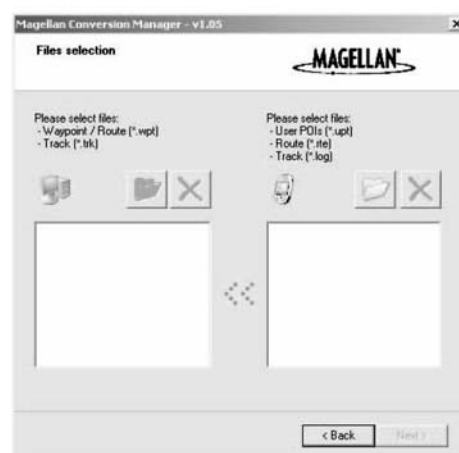 Magellan Conversion Manager - v1.05
Files selection
MAGELLAN
Please select files:
- Waypoint / Route (*.wpt)
- Track (*.trk)
Please select files:
- User POIs (*.upt)
- Route (*.rte)
- Track (*.log)
<<
< Back
Next >